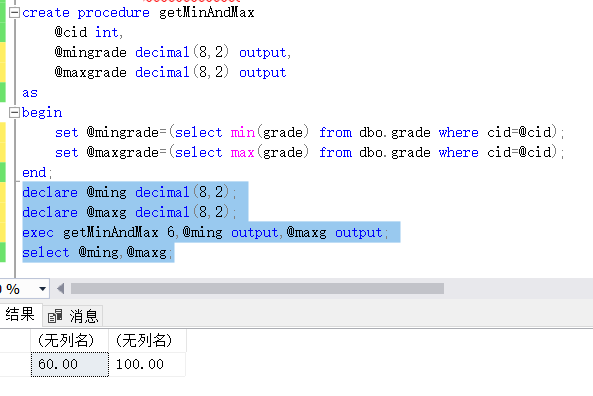 create procedure getMinAndMax
@cid int,
@mingrade decimal(8,2) output,
@maxgrade decimal(8,2) output
as
begin
set @mingrade=(select min(grade) from dbo.grade where cid=@cid);
set @maxgrade=(select max(grade) from dbo.grade where cid=@cid);
end;
declare @ming decimal(8,2);
declare @maxg decimal(8,2);
exec getMinAndMax 6,@ming output,@maxg output;
select @ming,@maxg;
%
结果 消息
(无列名) (无列名)
60.00 100.00